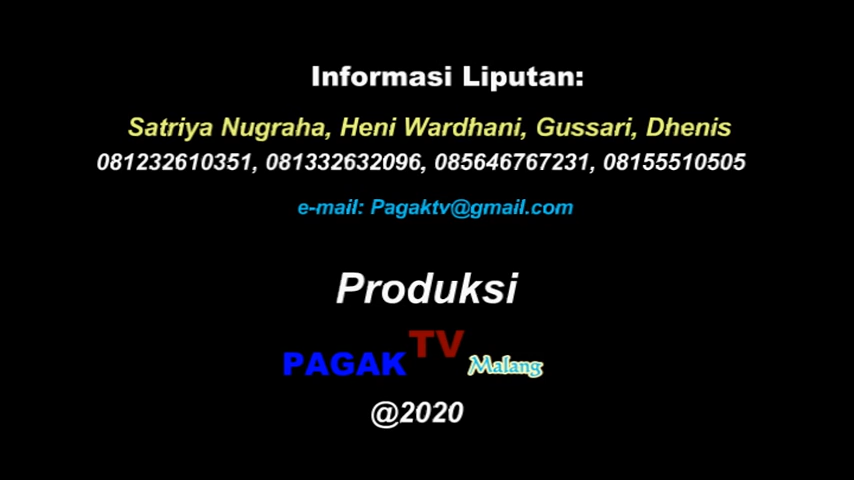 Informasi Liputan:
Satriya Nugraha, Heni Wardhani, Gussari, Dhenis
081232610351, 081332632096, 085646767231, 08155510505
e-mail: Pagaktv@gmail.com
Produksi
PAGAK TV Malang
@2020